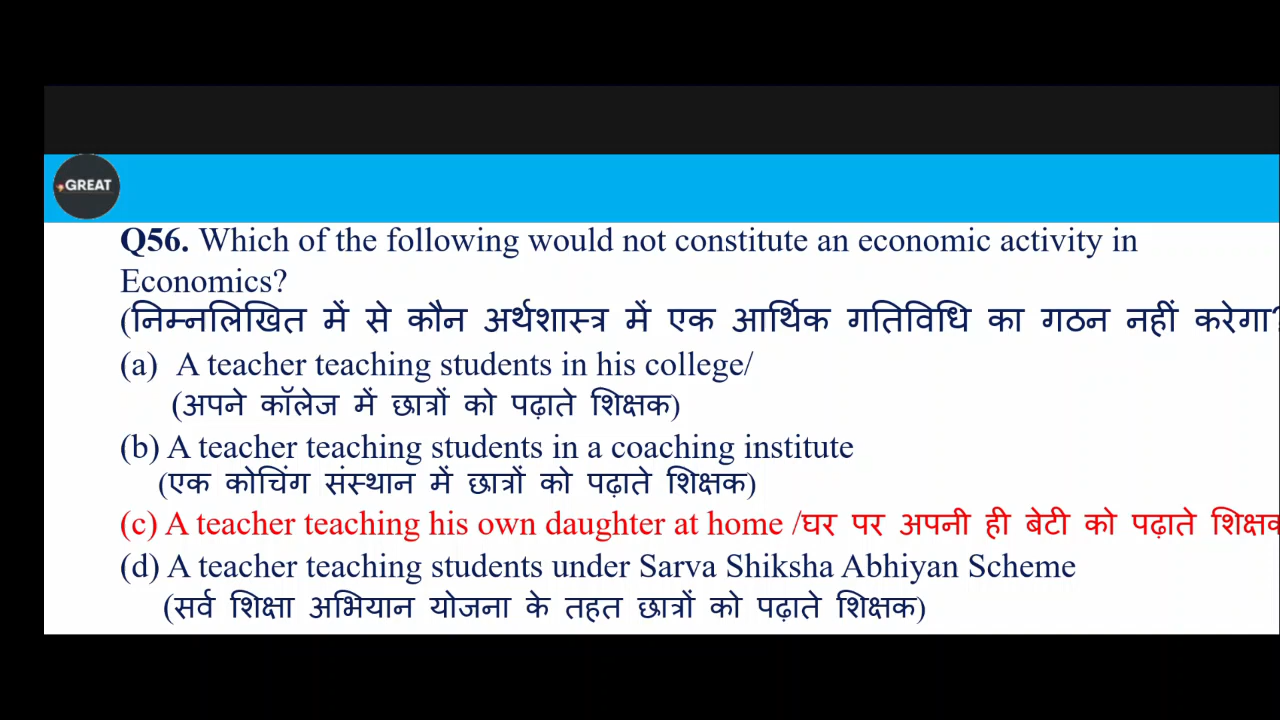 GREAT
Q56. Which of the following would not constitute an economic activity in
Economics?
(निम्नलिखित में से कौन अर्थशास्त्र में एक आर्थिक गतिविधि का गठन नहीं करेगा?
(a) A teacher teaching students in his college/
(अपने कॉलेज में छात्रों को पढ़ाते शिक्षक)
(b) A teacher teaching students in a coaching institute
(एक कोचिंग संस्थान में छात्रों को पढ़ाते शिक्षक)
(c) A teacher teaching his own daughter at home /घर पर अपनी ही बेटी को पढ़ाते शिक्षक
(d) A teacher teaching students under Sarva Shiksha Abhiyan Scheme
(सर्व शिक्षा अभियान योजना के तहत छात्रों को पढ़ाते शिक्षक)